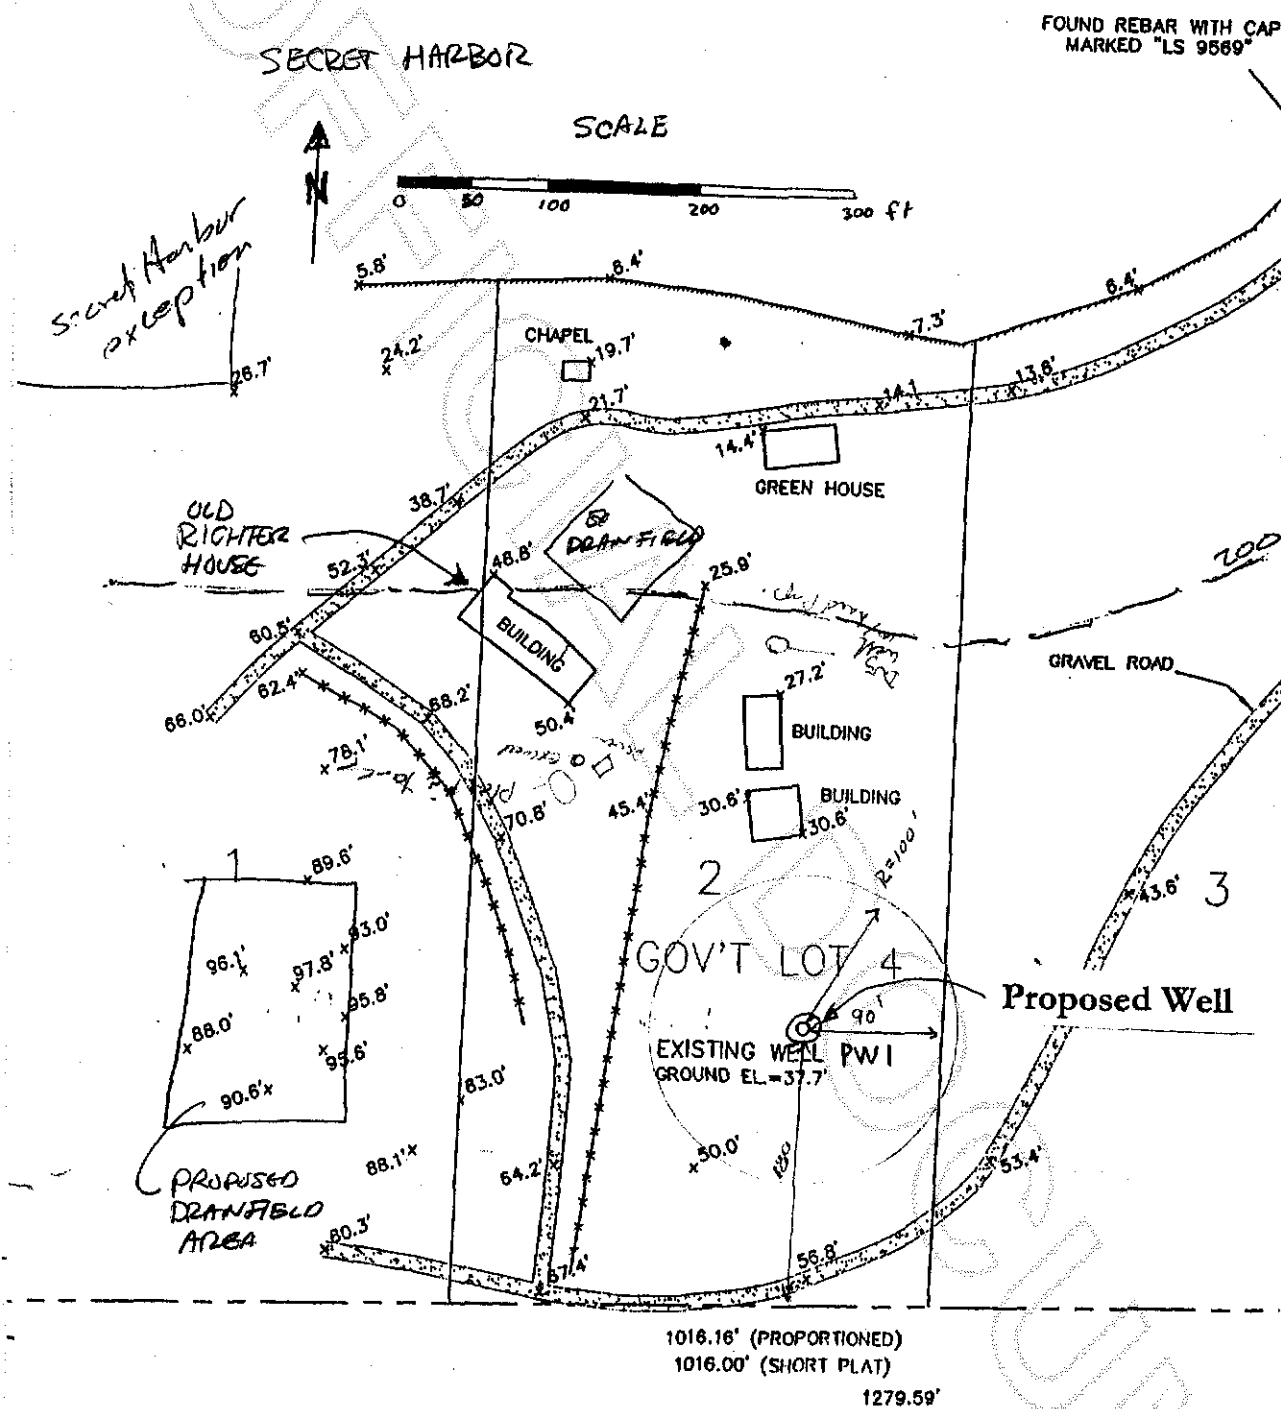 FOUND REBAR WITH CAP
MARKED "LS 9569"
SECRET HARBOR
SCALE
N
0 50 100 200 300 ft
Secret Harbor
exception
5.8'
8.4'
6.4'
7.3'
CHAPEL
19.7'
24.2'
26.7'
21.7'
14.1
13.8'
14.4'
GREEN HOUSE
38.7'
OLD
RICHTER
HOUSE
DRAINFIELD
52.3'
48.8'
25.9'
200
60.5'
BUILDING
Dug well
GRAVEL ROAD
62.4'
66.0'
68.2'
50.4'
27.2'
BUILDING
78.1'
BUILDING
30.6'
30.6'
45.4'
70.8'
R=100'
1
89.6'
2
43.6'
3
93.0'
96.1'
97.8'
GOV'T LOT 4
95.8'
Proposed Well
90'
88.0'
95.6'
EXISTING WELL PW1
GROUND EL.=37.7'
90.6'
83.0'
88.1'
64.2'
50.0'
180'
53.4'
PROPOSED
DRAINFIELD
AREA
80.3'
67.4'
56.8'
1016.16' (PROPORTIONED)
1016.00' (SHORT PLAT)
1279.59'